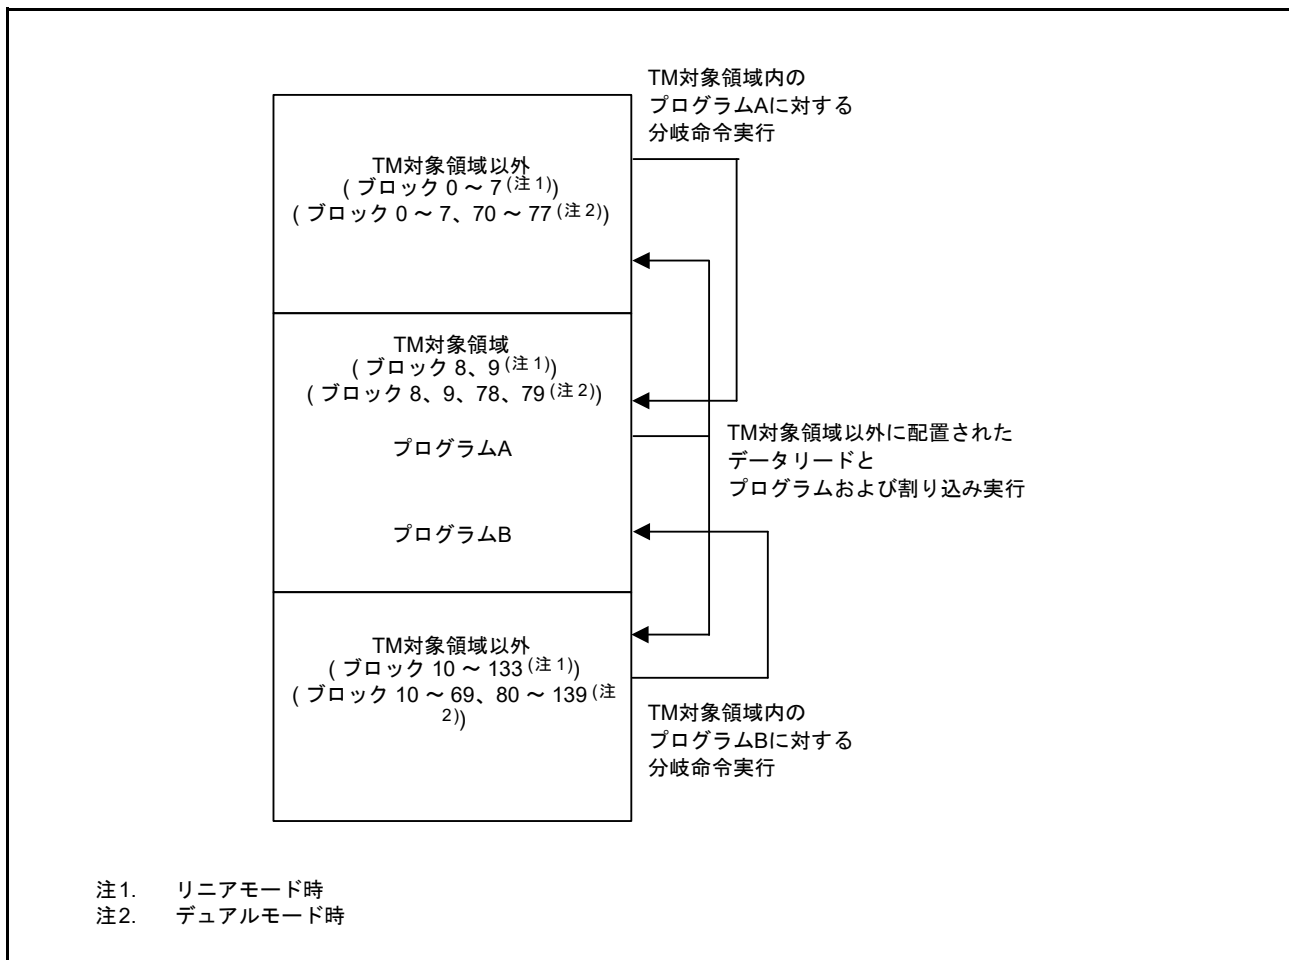 TM対象領域内の
プログラムAに対する
分岐命令実行
TM対象領域以外
( ブロック 0 ～ 7 (注 1))
( ブロック 0 ～ 7、70 ～ 77 (注 2))
TM対象領域
( ブロック 8、9 (注 1))
( ブロック 8、9、78、79 (注 2))
プログラムA
プログラムB
TM対象領域以外に配置された
データリードと
プログラムおよび割り込み実行
TM対象領域以外
( ブロック 10 ～ 133 (注 1))
( ブロック 10 ～ 69、80 ～ 139 (注
2))
TM対象領域内の
プログラムBに対する
分岐命令実行
注1. リニアモード時
注2. デュアルモード時